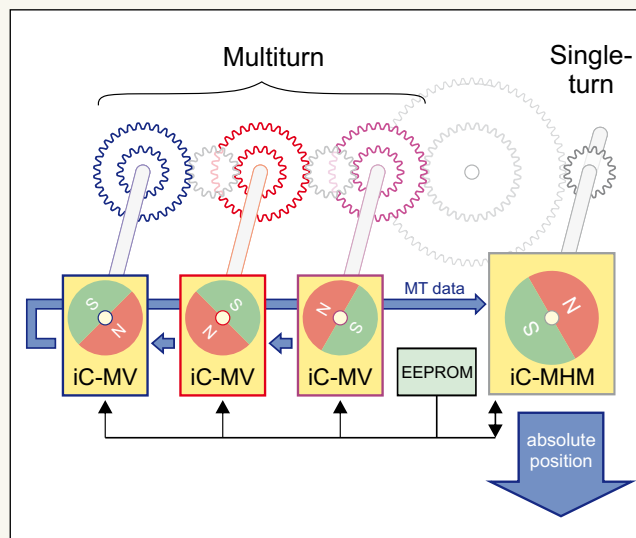 Multiturn
Single-
turn
MT data
S
N
S
N
N
S
N
S
iC-MV
iC-MV
iC-MV
EEPROM
iC-MHM
absolute
position